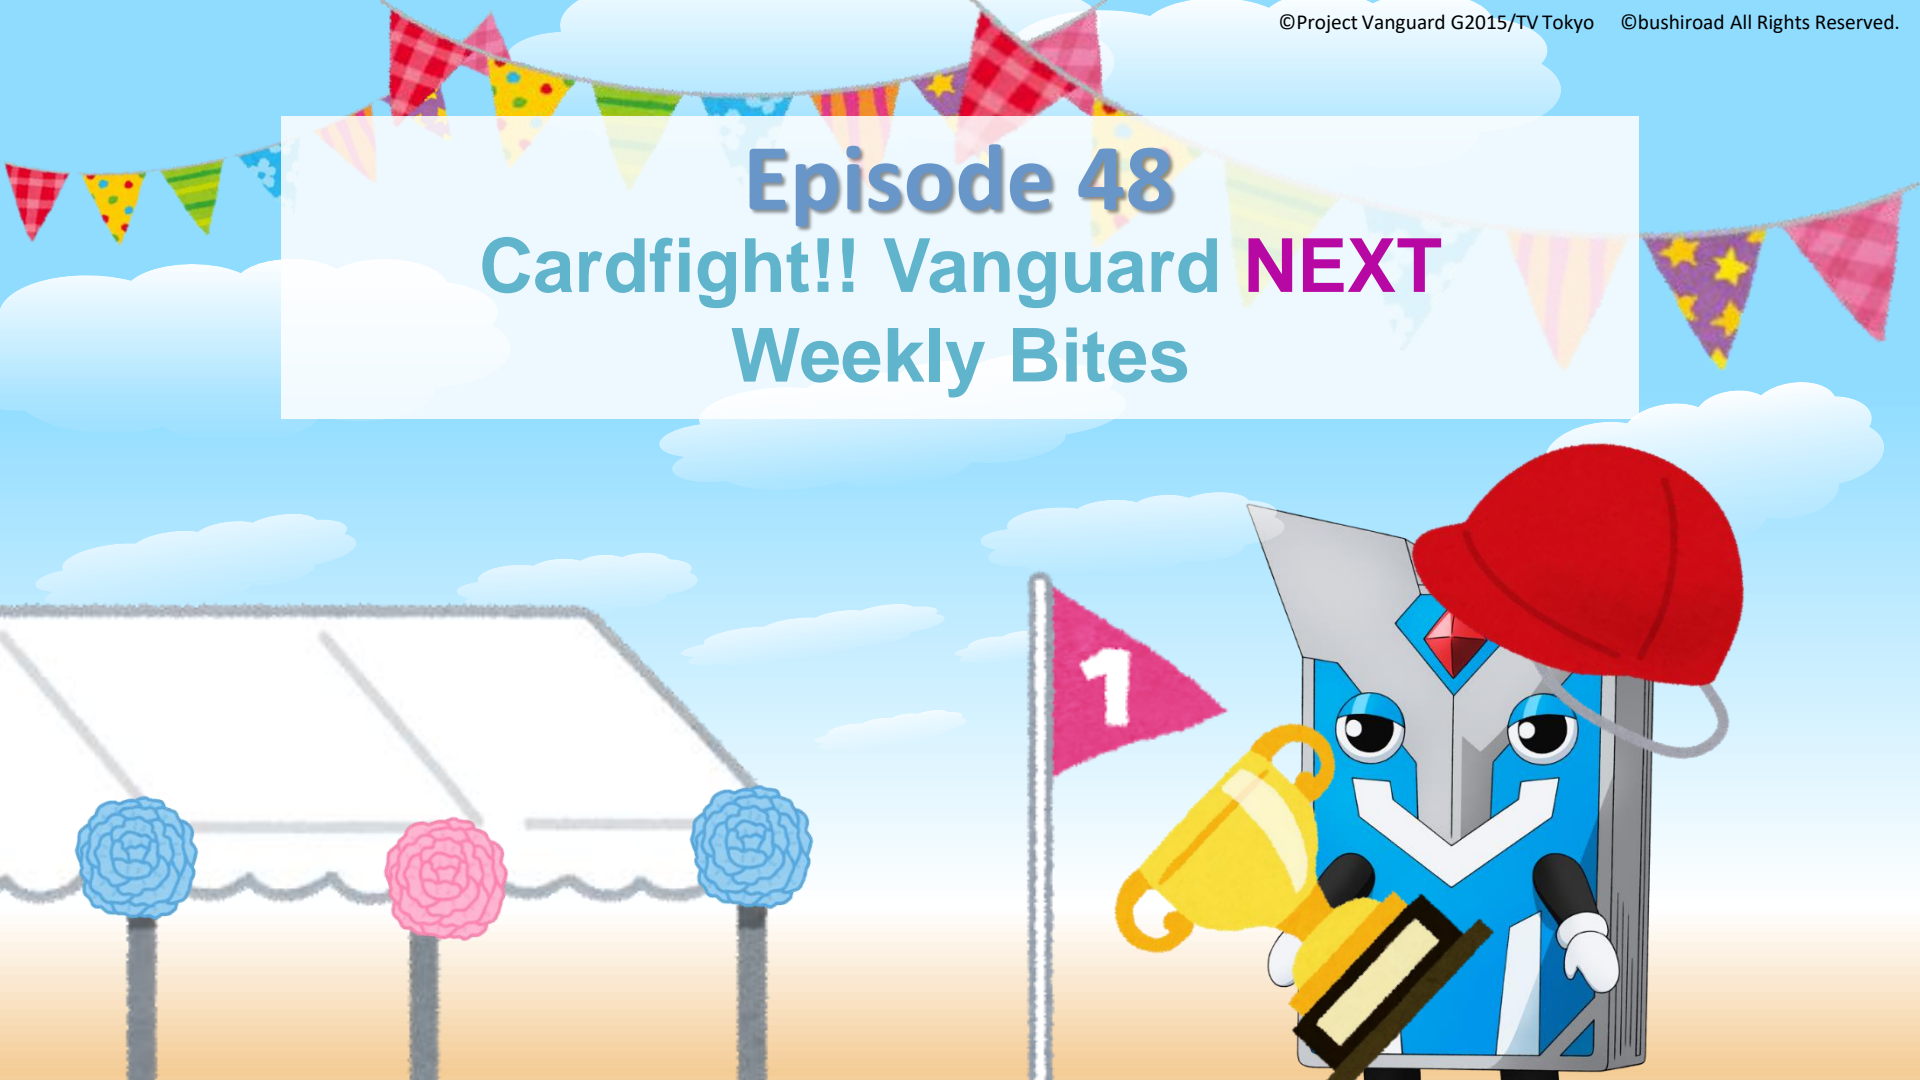 ©Project Vanguard G2015/TV Tokyo ©bushiroad All Rights Reserved.
Episode 48
Cardfight!! Vanguard NEXT
Weekly Bites
1